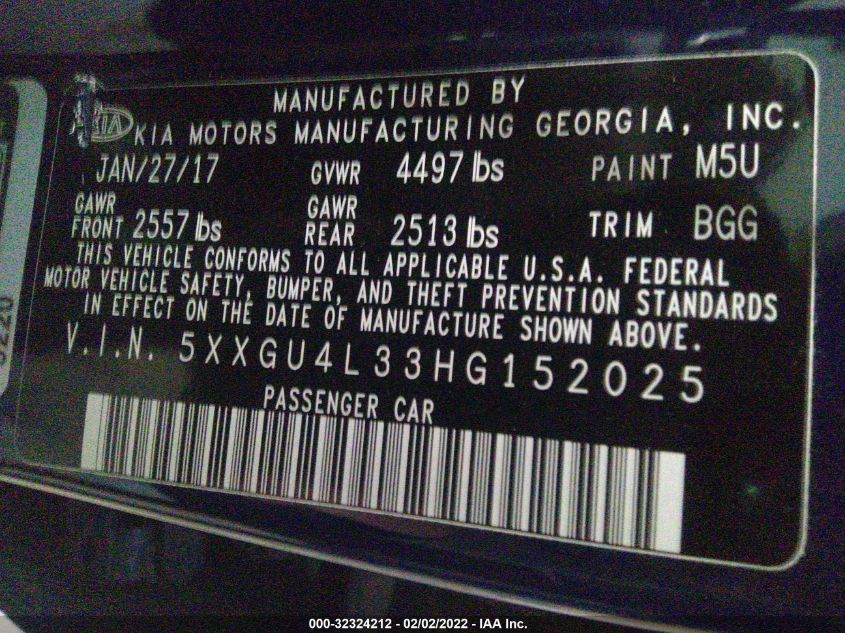 MANUFACTURED BY
KIA KIA MOTORS MANUFACTURING GEORGIA, INC.
JAN/27/17 GVWR 4497 lbs PAINT M5U
GAWR FRONT 2557 lbs GAWR REAR 2513 lbs TRIM BGG
THIS VEHICLE CONFORMS TO ALL APPLICABLE U.S.A. FEDERAL
MOTOR VEHICLE SAFETY, BUMPER, AND THEFT PREVENTION STANDARDS
IN EFFECT ON THE DATE OF MANUFACTURE SHOWN ABOVE.
V.I.N. 5XXGU4L33HG152025
PASSENGER CAR
000-32324212 - 02/02/2022 - IAA Inc.